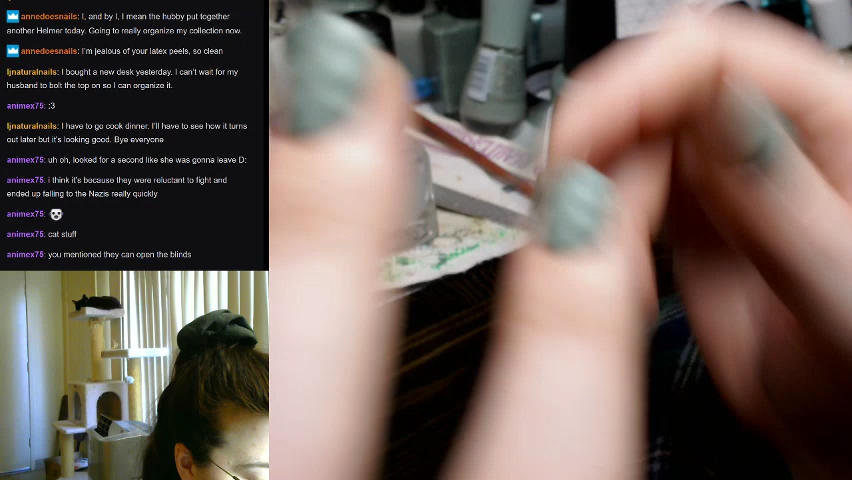 annedoesnails: I, and by I, I mean the hubby put together
another Helmer today. Going to really organize my collection now.
annedoesnails: I'm jealous of your latex peels, so clean
ljnaturalnails: I bought a new desk yesterday. I can't wait for my
husband to bolt the top on so I can organize it.
animex75: :3
ljnaturalnails: I have to go cook dinner. I'll have to see how it turns
out later but it's looking good. Bye everyone
animex75: uh oh, looked for a second like she was gonna leave D:
animex75: i think it's because they were reluctant to fight and
ended up falling to the Nazis really quickly
animex75:
animex75: cat stuff
animex75: you mentioned they can open the blinds